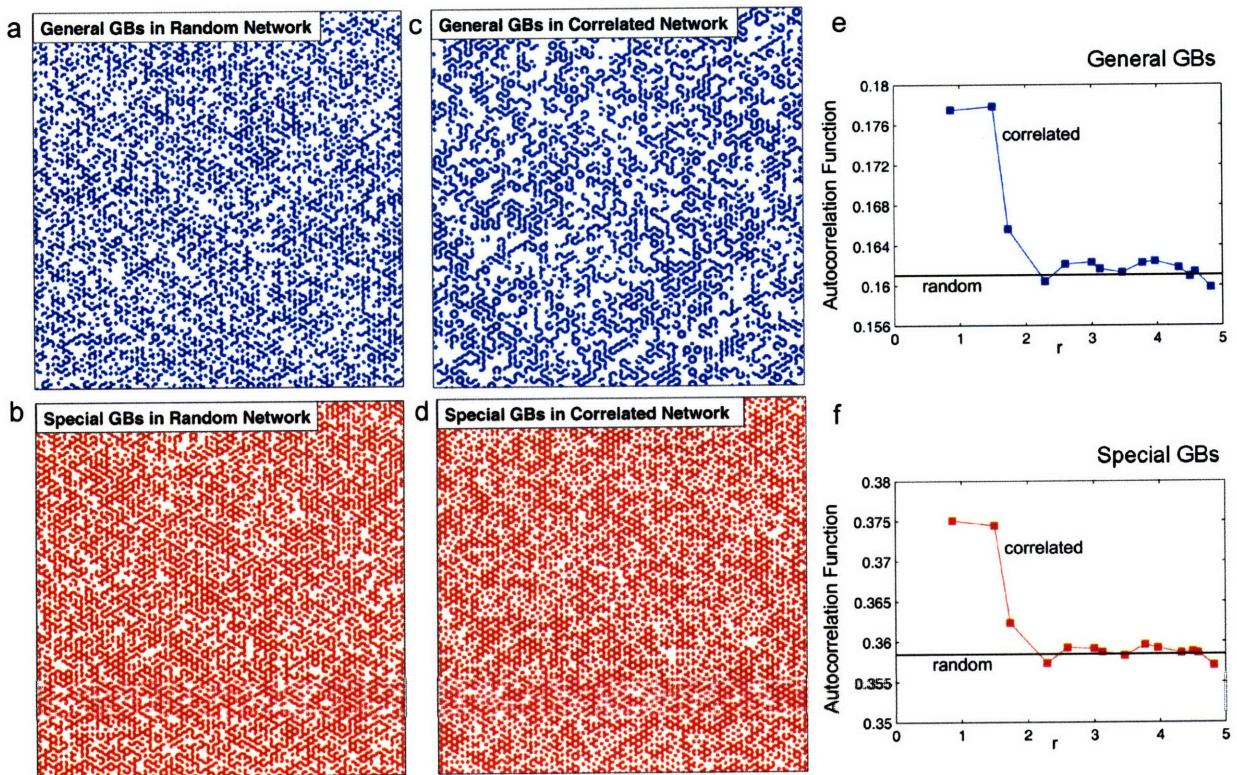 a
General GBs in Random Network
c
General GBs in Correlated Network
b
Special GBs in Random Network
d
Special GBs in Correlated Network
e
General GBs
Autocorrelation Function
0.18
0.176
0.172
0.168
0.164
0.16
0.156
correlated
random
0 1 2 3 4 5
r
f
Special GBs
Autocorrelation Function
0.38
0.375
0.37
0.365
0.36
0.355
0.35
correlated
random
0 1 2 3 4 5
r